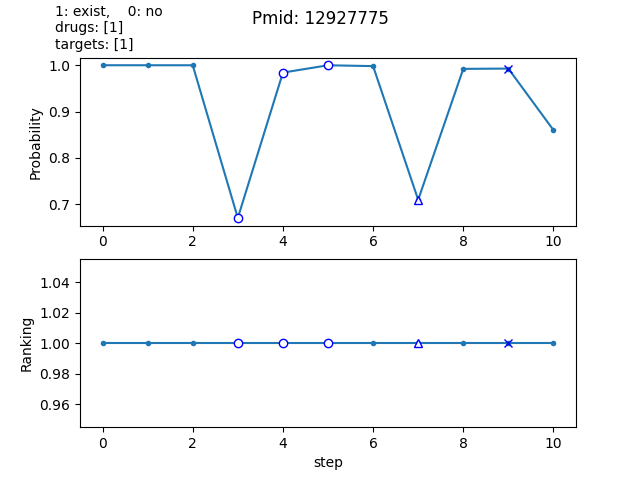 1: exist,    0: no
drugs: [1]
targets: [1]
Pmid: 12927775
1.0
0.9
0.8
0.7
Probability
0 2 4 6 8 10
1.04
1.02
1.00
0.98
0.96
Ranking
0 2 4 6 8 10
step